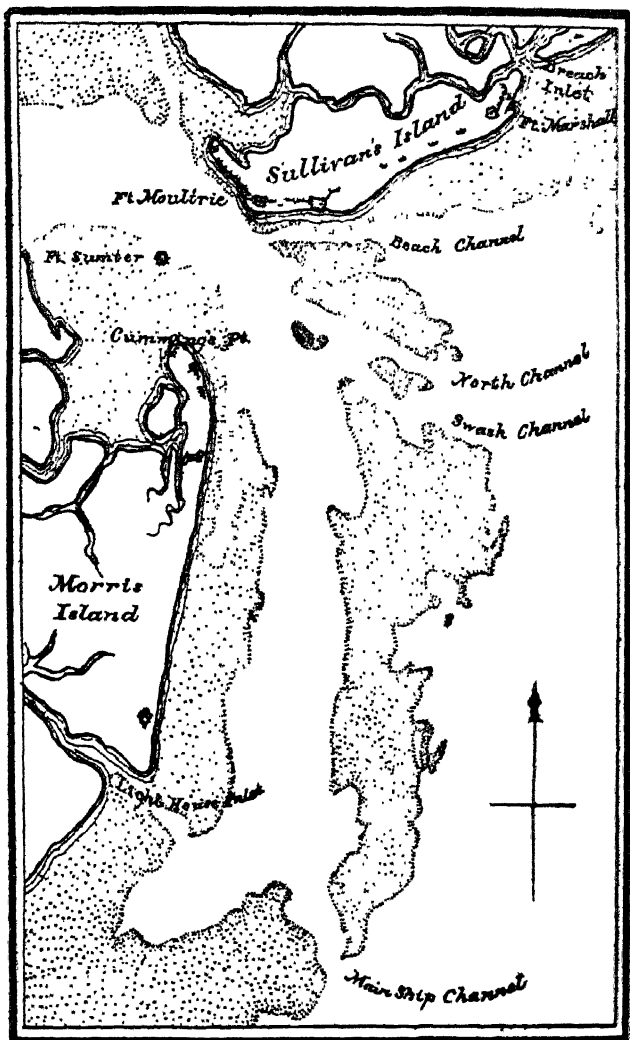 Breach
Inlet
Ft. Marshall
Sullivan's Island
Ft. Moultrie
Beach Channel
Ft. Sumter
Cumming's Pt.
North Channel
Swash Channel
Morris
Island
Light House Inlet
Main Ship Channel